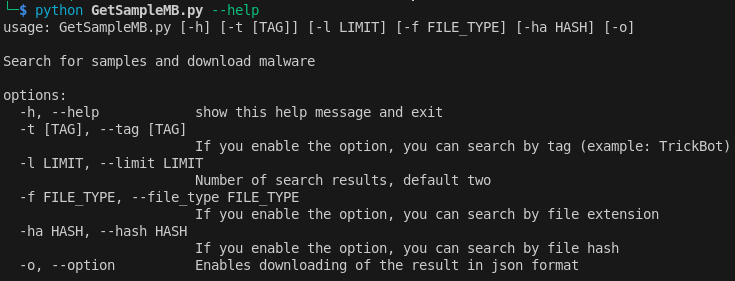 └─$ python GetSampleMB.py --help
usage: GetSampleMB.py [-h] [-t [TAG]] [-l LIMIT] [-f FILE_TYPE] [-ha HASH] [-o]

Search for samples and download malware

options:
  -h, --help            show this help message and exit
  -t [TAG], --tag [TAG]
                        If you enable the option, you can search by tag (example: TrickBot)
  -l LIMIT, --limit LIMIT
                        Number of search results, default two
  -f FILE_TYPE, --file_type FILE_TYPE
                        If you enable the option, you can search by file extension
  -ha HASH, --hash HASH
                        If you enable the option, you can search by file hash
  -o, --option          Enables downloading of the result in json format